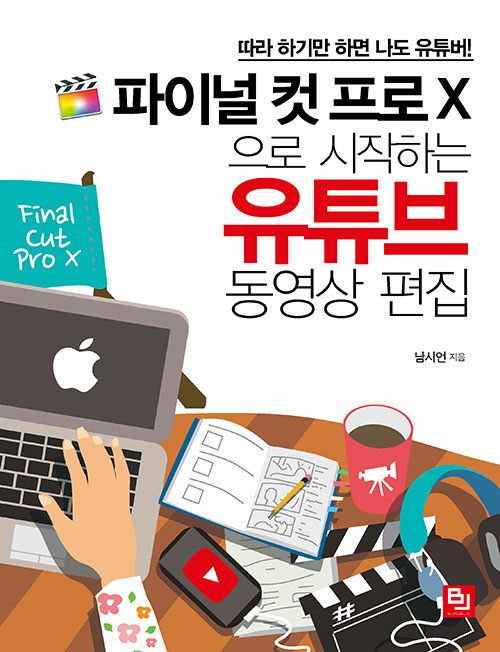 따라 하기만 하면 나도 유튜버!
파이널 컷 프로 X
으로 시작하는
유튜브
동영상 편집
남시언 지음
Final
Cut
Pro X
#
BJ